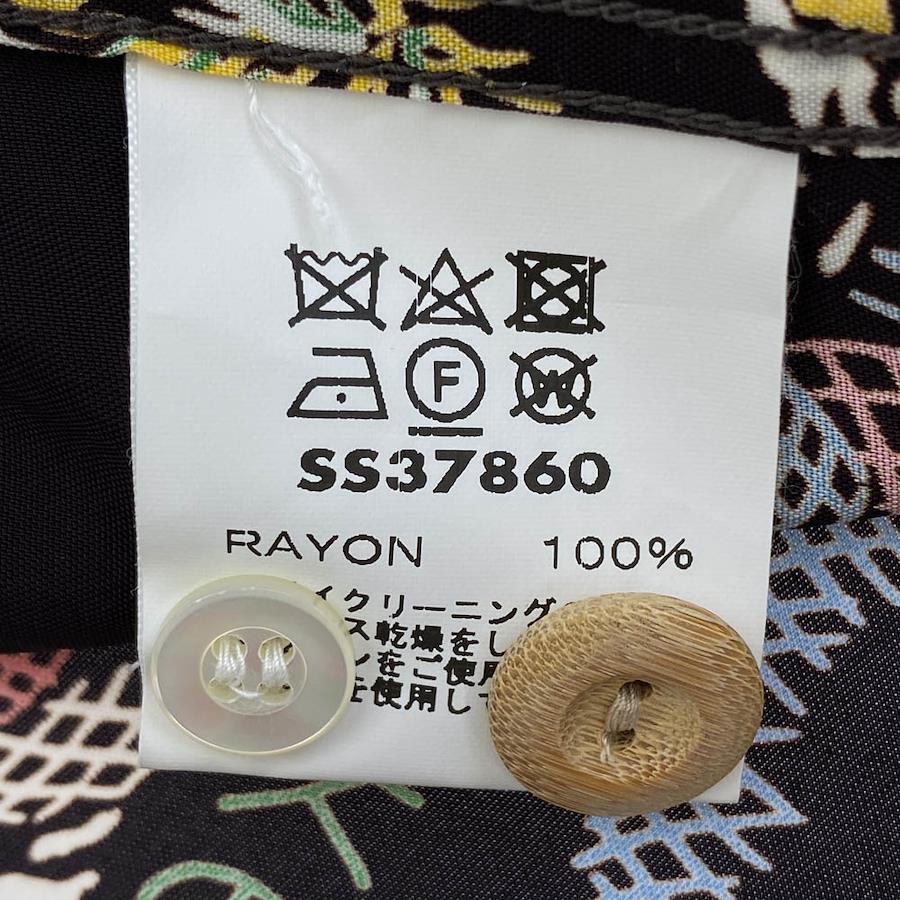 F
W
SS37860
RAYON 100%
イクリーニング
ス乾燥をし
ンをご使用
を使用して